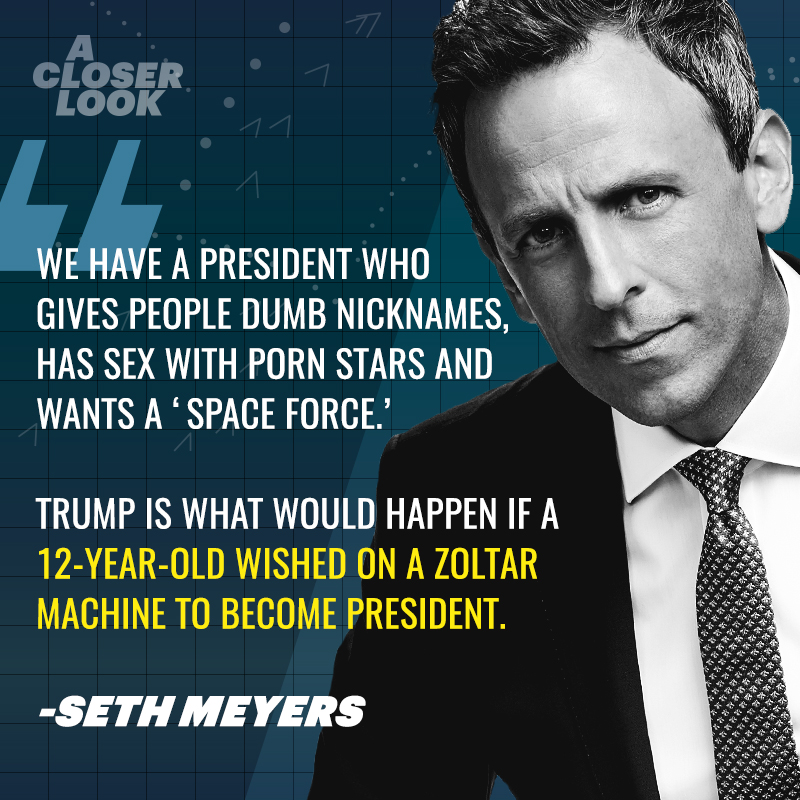 A
CLOSER
LOOK
“
WE HAVE A PRESIDENT WHO
GIVES PEOPLE DUMB NICKNAMES,
HAS SEX WITH PORN STARS AND
WANTS A ‘ SPACE FORCE.’
TRUMP IS WHAT WOULD HAPPEN IF A
12-YEAR-OLD WISHED ON A ZOLTAR
MACHINE TO BECOME PRESIDENT.
-SETH MEYERS